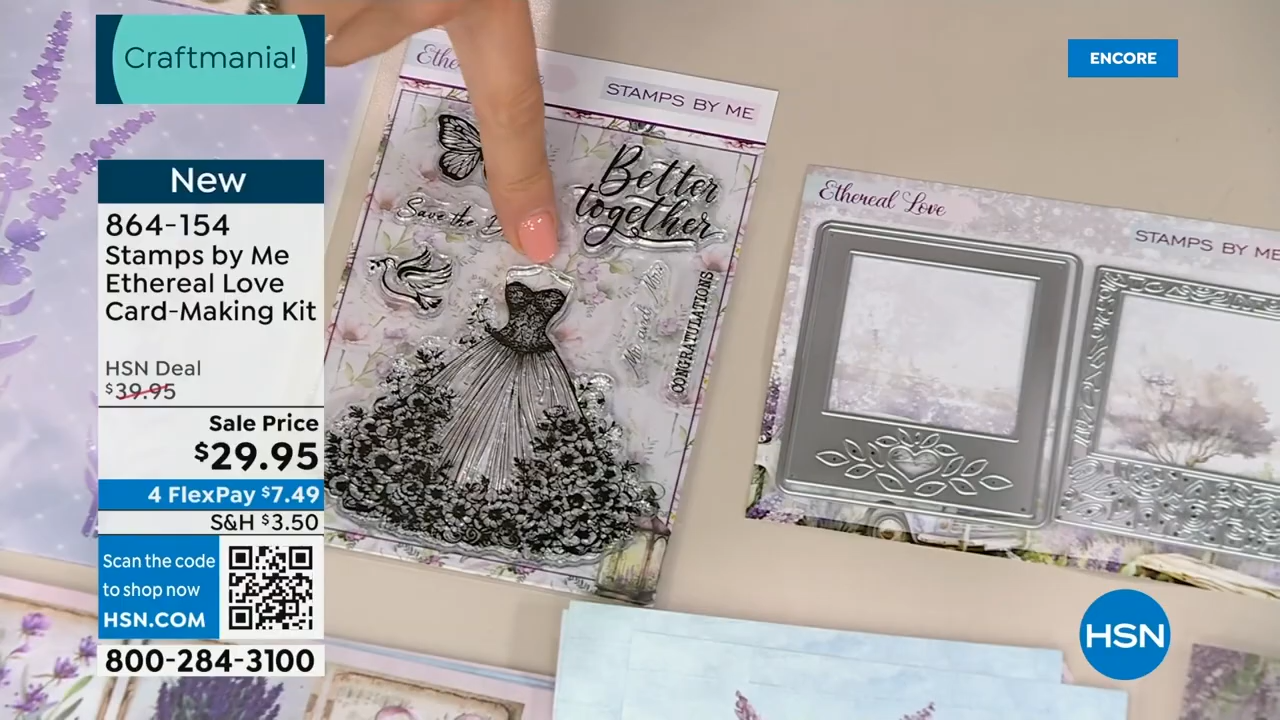 Craftmania!
New
864-154
Stamps by Me
Ethereal Love
Card-Making Kit
HSN Deal
$39.95
Sale Price
$29.95
4 FlexPay $7.49
S&H $3.50
Scan the code
to shop now
HSN.COM
800-284-3100
ENCORE
STAMPS BY ME
Better
together
Save the
CONGRATULATIONS
Ethereal Love
STAMPS BY ME
HSN